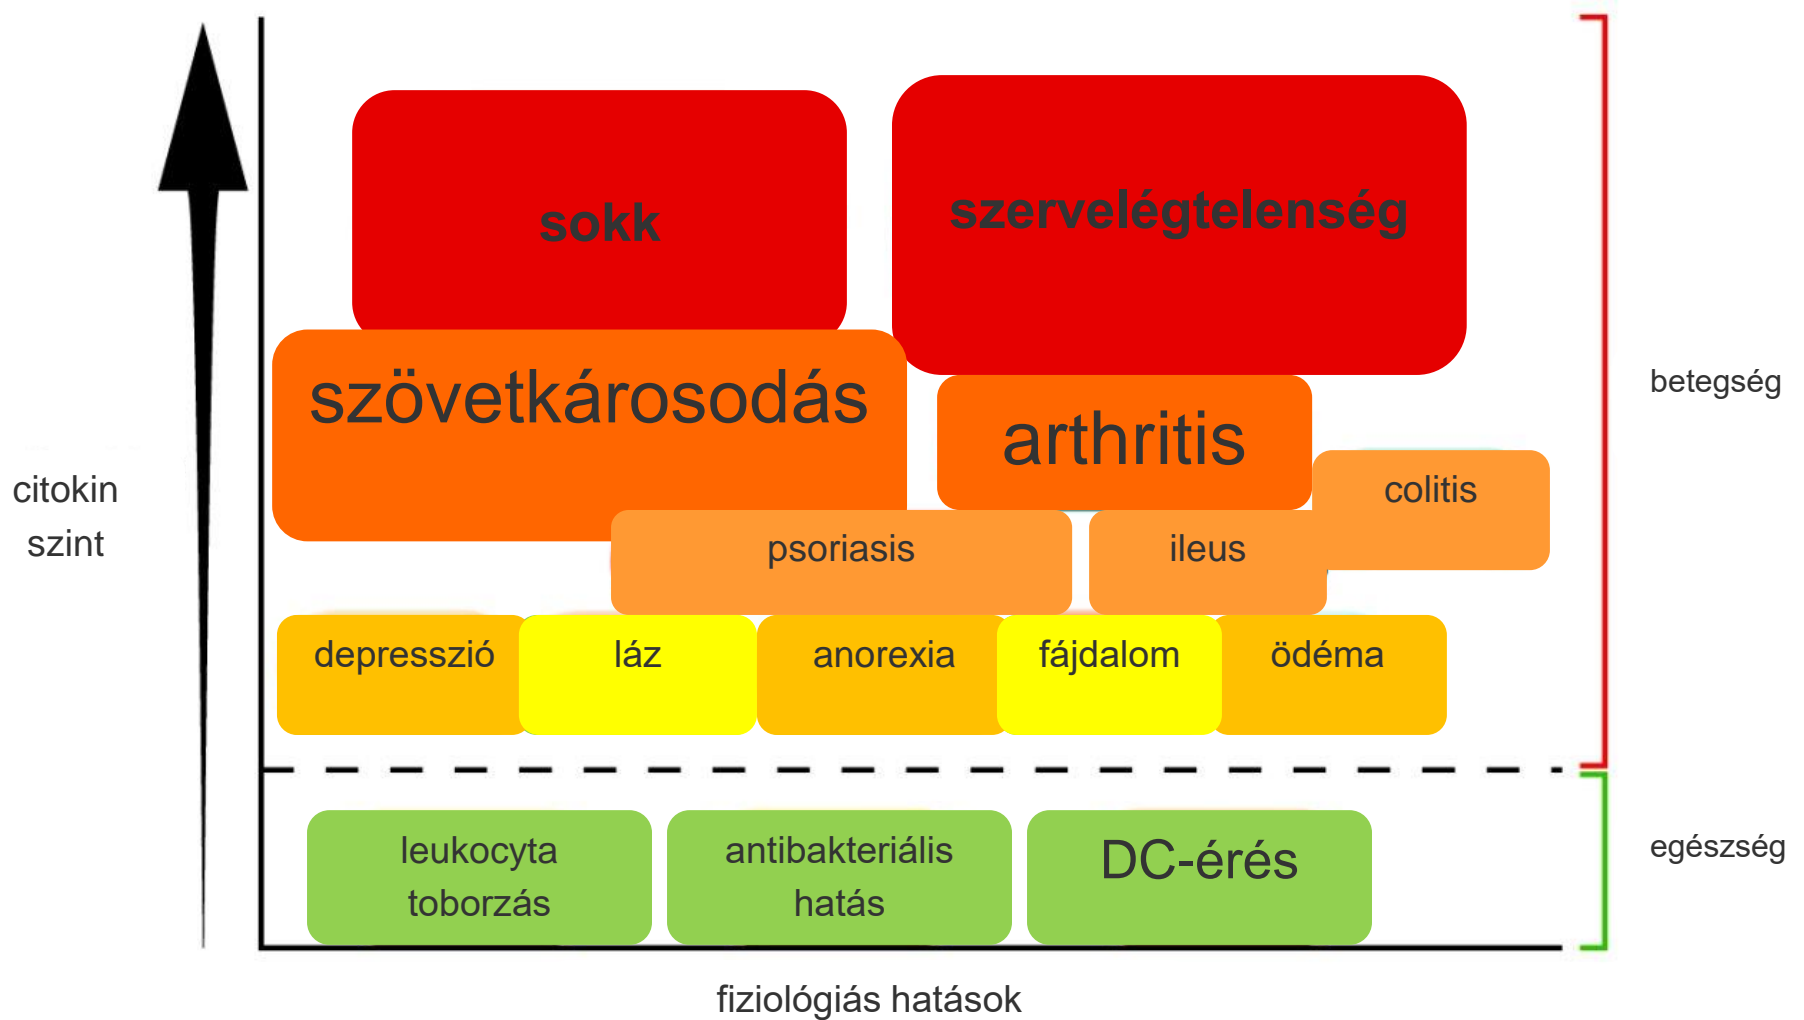 sokk
szervelégtelenség
szövetkárosodás
arthritis
betegség
citokin
szint
colitis
psoriasis
ileus
depresszió
láz
anorexia
fájdalom
ödéma
leukocyta
toborzás
antibakteriális
hatás
DC-érés
egészség
fiziológiás hatások